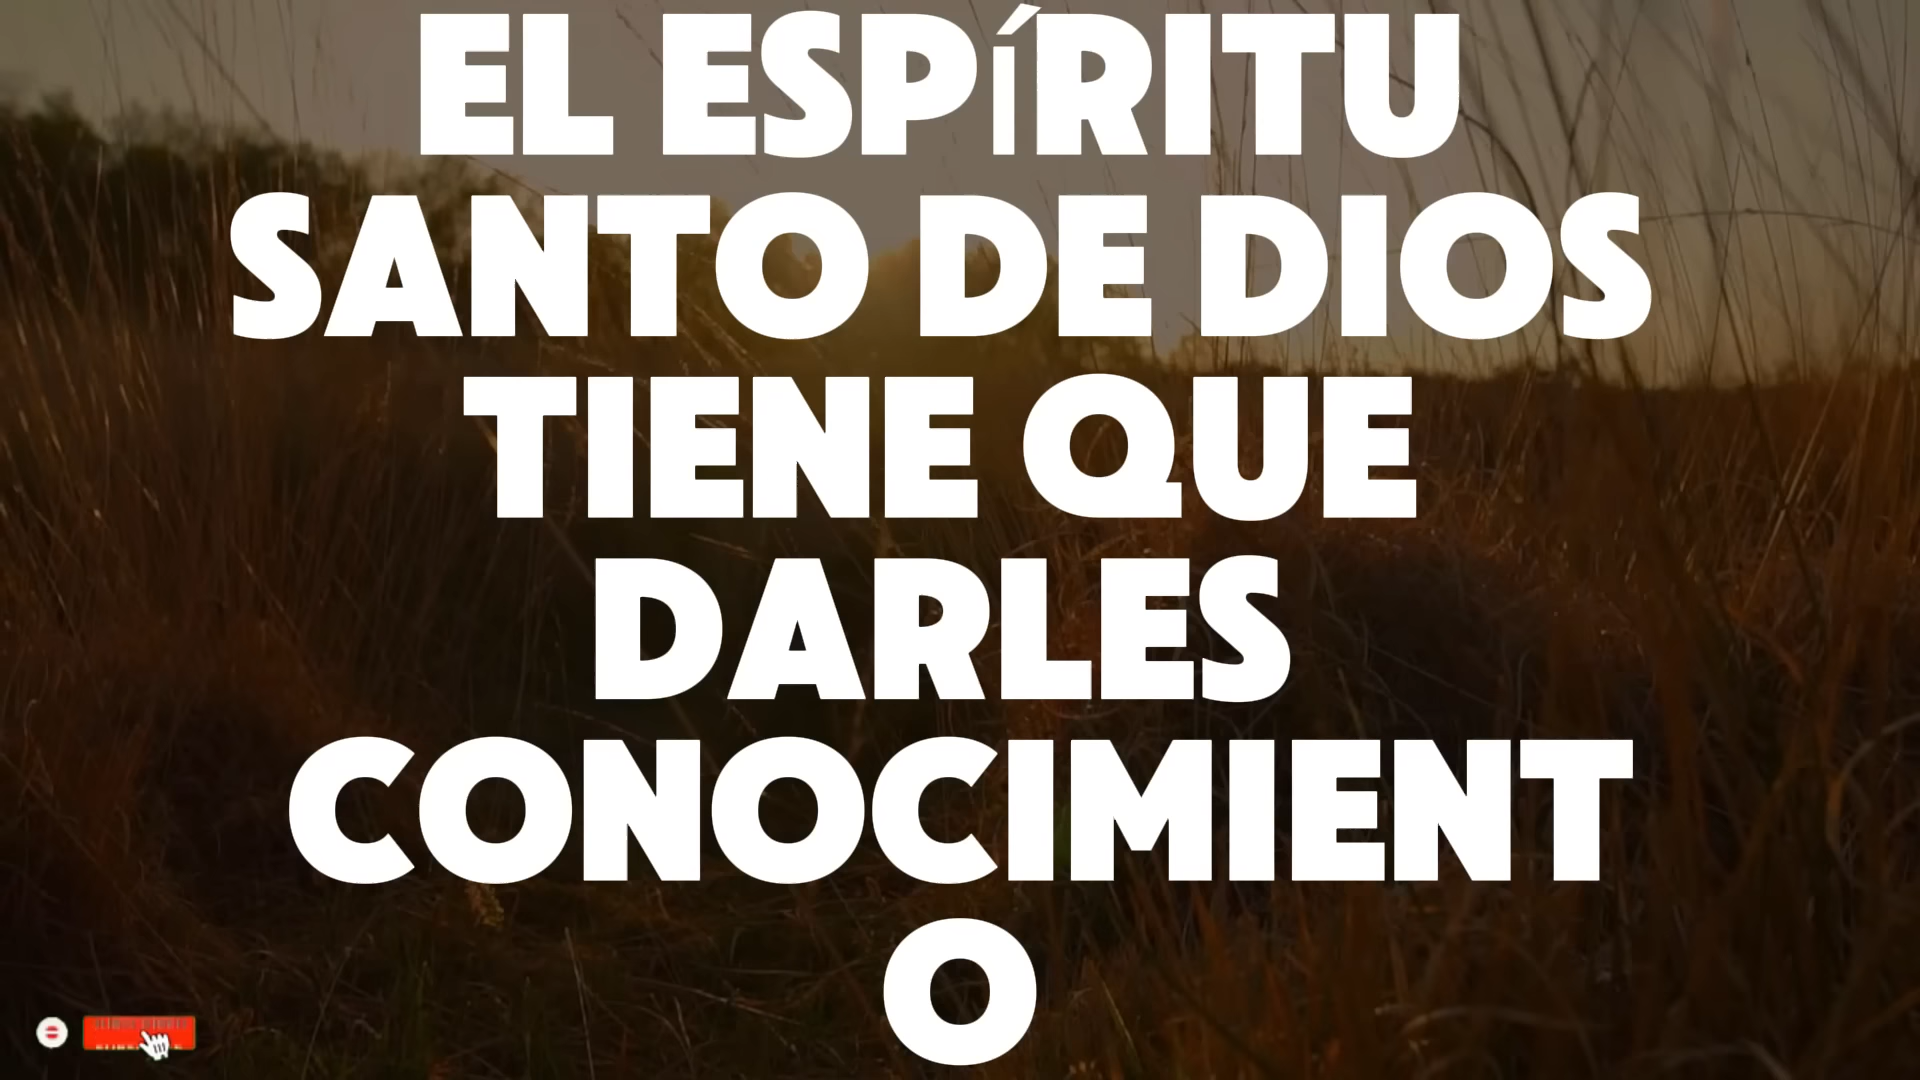 EL ESPÍRITU
SANTO DE DIOS
TIENE QUE
DARLES
CONOCIMIENT
O